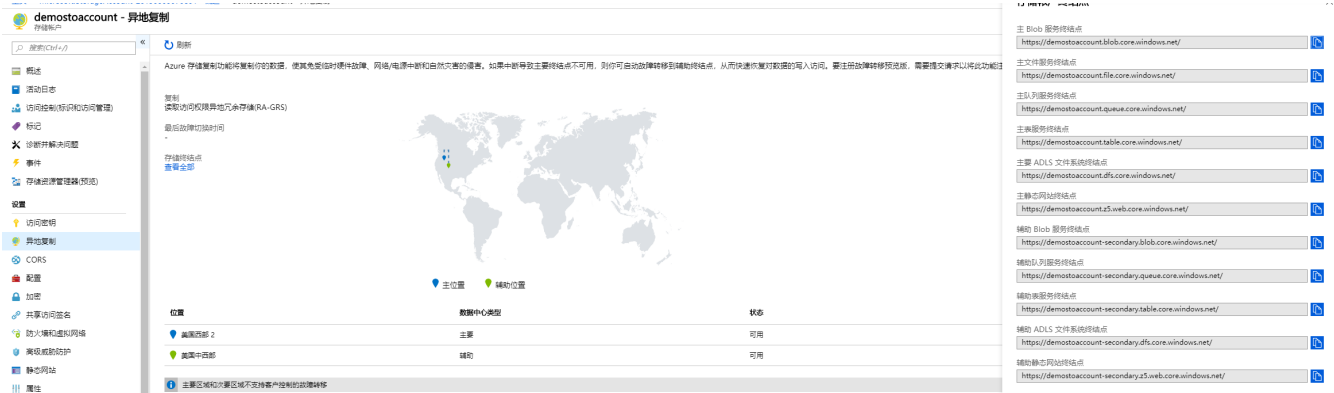 demostoaccount - 异地复制
存储帐户
搜索(Ctrl+/)
«
概述
活动日志
访问控制(标识和访问管理)
标记
诊断并解决问题
事件
存储资源管理器(预览)
设置
访问密钥
异地复制
CORS
配置
加密
共享访问签名
防火墙和虚拟网络
高级威胁防护
静态网站
属性
刷新
Azure 存储复制功能将复制你的数据，使其免受临时硬件故障、网络/电源中断和自然灾害的侵害。如果中断导致主要终结点不可用，则你可启动故障转移到辅助终结点，从而快速恢复对数据的写入访问。要注册故障转移预览版，需要提交请求以将此功能注
复制
读取访问权限异地冗余存储(RA-GRS)
最后故障切换时间
-
存储终结点
查看全部
主位置
辅助位置
位置 数据中心类型 状态
美国西部 2 主要 可用
美国中西部 辅助 可用
主要区域和次要区域不支持客户控制的故障转移
主 Blob 服务终结点
https://demostoaccount.blob.core.windows.net/
主文件服务终结点
https://demostoaccount.file.core.windows.net/
主队列服务终结点
https://demostoaccount.queue.core.windows.net/
主表服务终结点
https://demostoaccount.table.core.windows.net/
主要 ADLS 文件系统终结点
https://demostoaccount.dfs.core.windows.net/
主静态网站终结点
https://demostoaccount.z5.web.core.windows.net/
辅助 Blob 服务终结点
https://demostoaccount-secondary.blob.core.windows.net/
辅助队列服务终结点
https://demostoaccount-secondary.queue.core.windows.net/
辅助表服务终结点
https://demostoaccount-secondary.table.core.windows.net/
辅助 ADLS 文件系统终结点
https://demostoaccount-secondary.dfs.core.windows.net/
辅助静态网站终结点
https://demostoaccount-secondary.z5.web.core.windows.net/